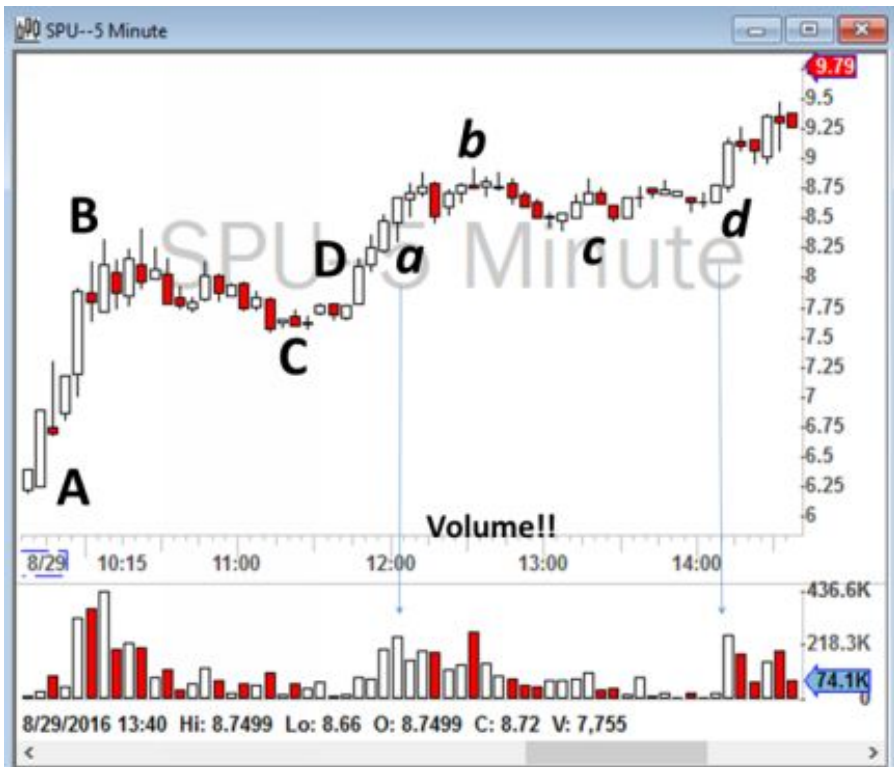 SPU--5 Minute
9.79
9.5
9.25
9
b
8.75
B
8.5
SPU--5 Minute
D
a
c
d
8.25
8
7.75
C
7.5
7.25
7
6.75
A
6.5
6.25
6
Volume!!
8/29 10:15 11:00 12:00 13:00 14:00
436.6K
218.3K
74.1K
0
8/29/2016 13:40 Hi: 8.7499 Lo: 8.66 O: 8.7499 C: 8.72 V: 7,755